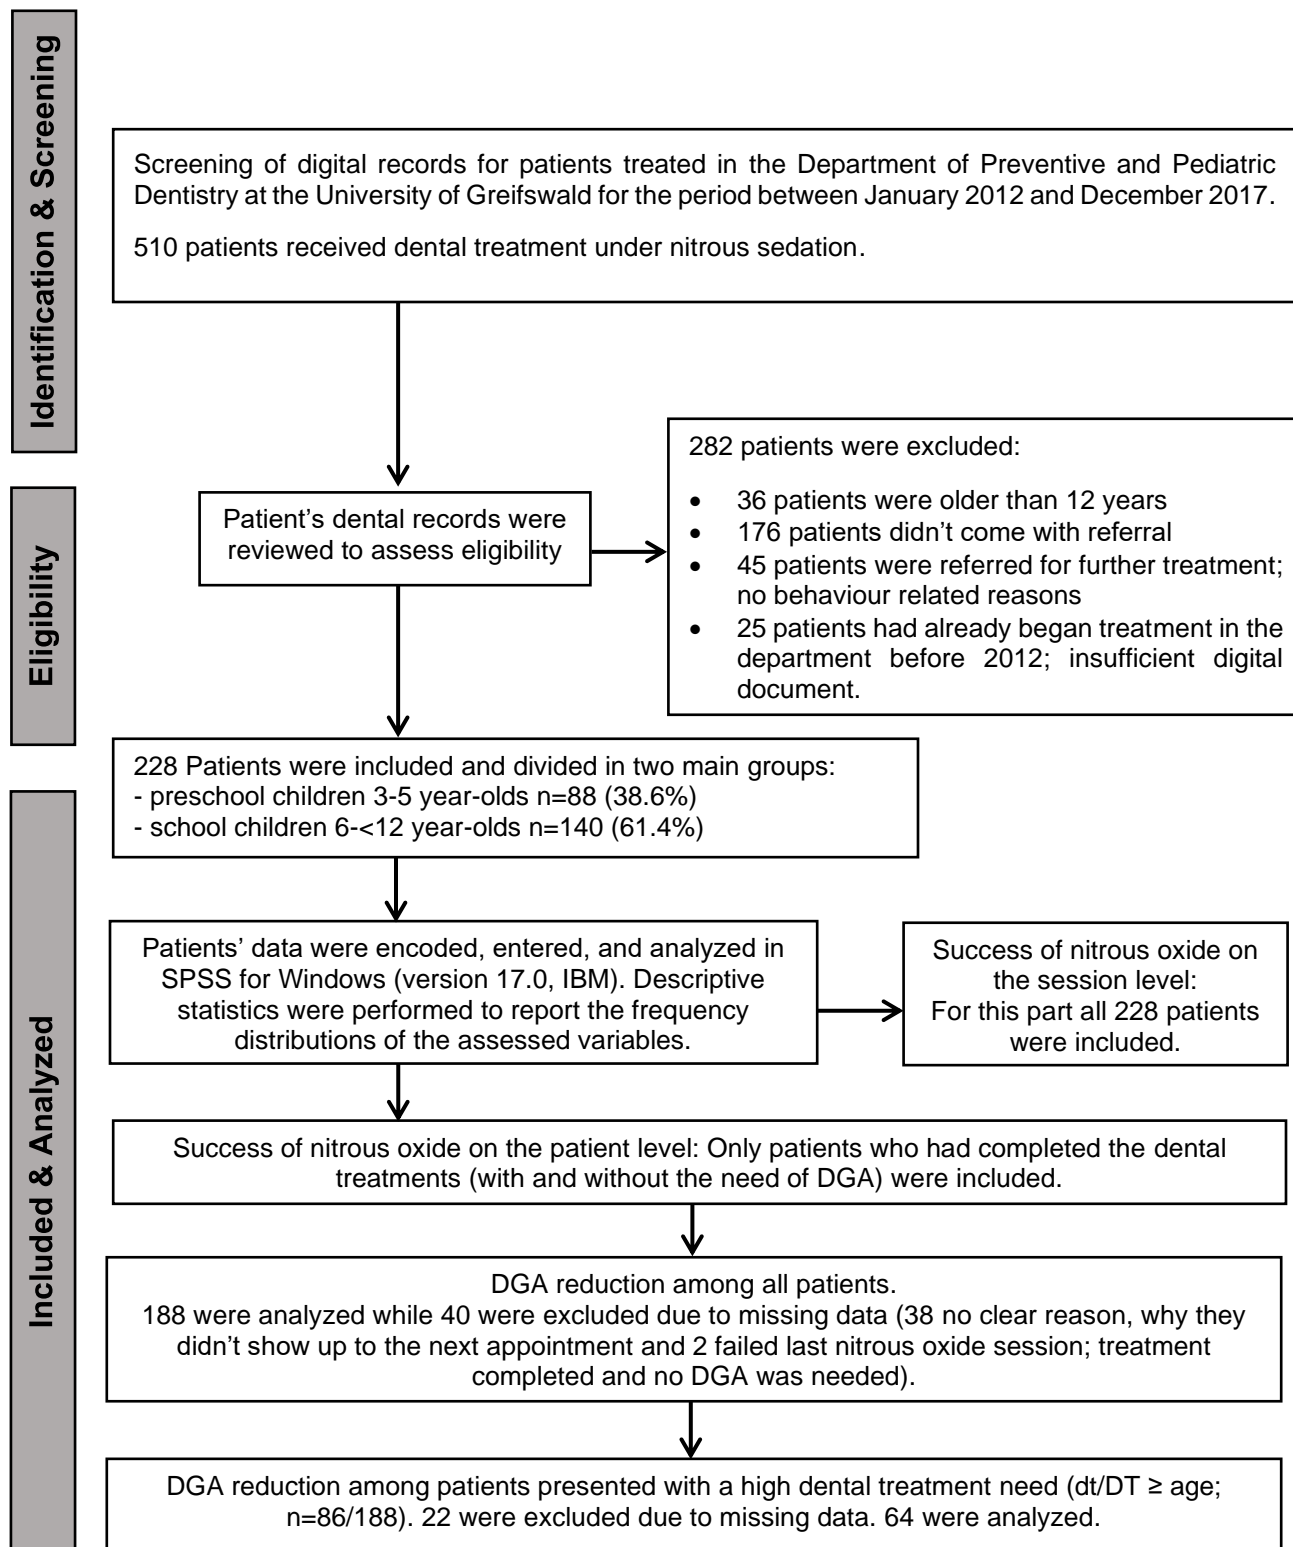 Identification & Screening
Screening of digital records for patients treated in the Department of Preventive and Pediatric
Dentistry at the University of Greifswald for the period between January 2012 and December 2017.
510 patients received dental treatment under nitrous sedation.
Eligibility
Patient’s dental records were
reviewed to assess eligibility
282 patients were excluded:
• 36 patients were older than 12 years
• 176 patients didn’t come with referral
• 45 patients were referred for further treatment;
no behaviour related reasons
• 25 patients had already began treatment in the
department before 2012; insufficient digital
document.
Included & Analyzed
228 Patients were included and divided in two main groups:
- preschool children 3-5 year-olds n=88 (38.6%)
- school children 6-<12 year-olds n=140 (61.4%)
Patients’ data were encoded, entered, and analyzed in
SPSS for Windows (version 17.0, IBM). Descriptive
statistics were performed to report the frequency
distributions of the assessed variables.
Success of nitrous oxide on
the session level:
For this part all 228 patients
were included.
Success of nitrous oxide on the patient level: Only patients who had completed the dental
treatments (with and without the need of DGA) were included.
DGA reduction among all patients.
188 were analyzed while 40 were excluded due to missing data (38 no clear reason, why they
didn’t show up to the next appointment and 2 failed last nitrous oxide session; treatment
completed and no DGA was needed).
DGA reduction among patients presented with a high dental treatment need (dt/DT ≥ age;
n=86/188). 22 were excluded due to missing data. 64 were analyzed.